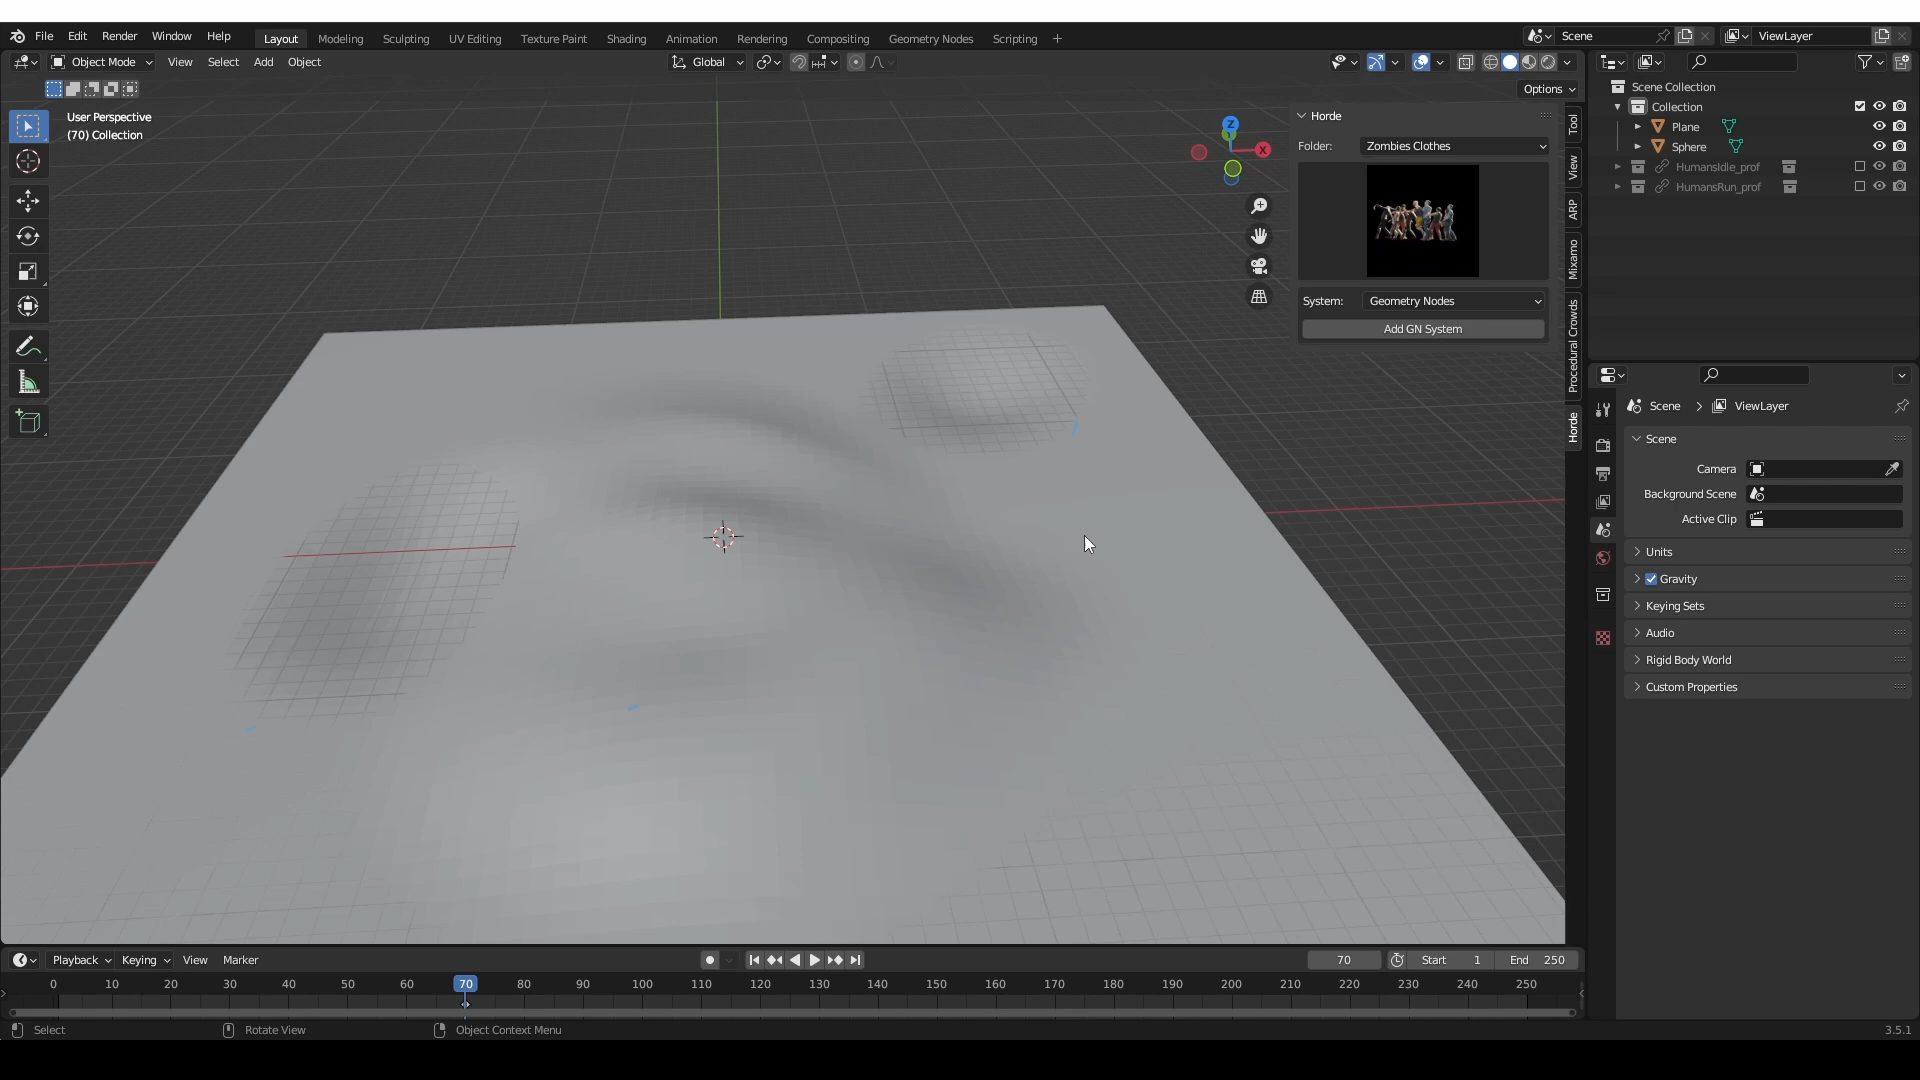 File Edit Render Window Help Layout Modeling Sculpting UV Editing Texture Paint Shading Animation Rendering Compositing Geometry Nodes Scripting + Scene ViewLayer
Object Mode View Select Add Object Global
Options
User Perspective
(70) Collection
Z
X
Horde
Folder: Zombies Clothes
System: Geometry Nodes
Add GN System
Tool
View
ARP
Mixamo
Procedural Crowds
Horde
Scene Collection
Collection
Plane
Sphere
HumansIdle_prof
HumansRun_prof
Scene > ViewLayer
Scene
Camera
Background Scene
Active Clip
Units
Gravity
Keying Sets
Audio
Rigid Body World
Custom Properties
Playback Keying View Marker 70 Start 1 End 250
0 10 20 30 40 50 60 70 80 90 100 110 120 130 140 150 160 170 180 190 200 210 220 230 240 250
Select Rotate View Object Context Menu 3.5.1